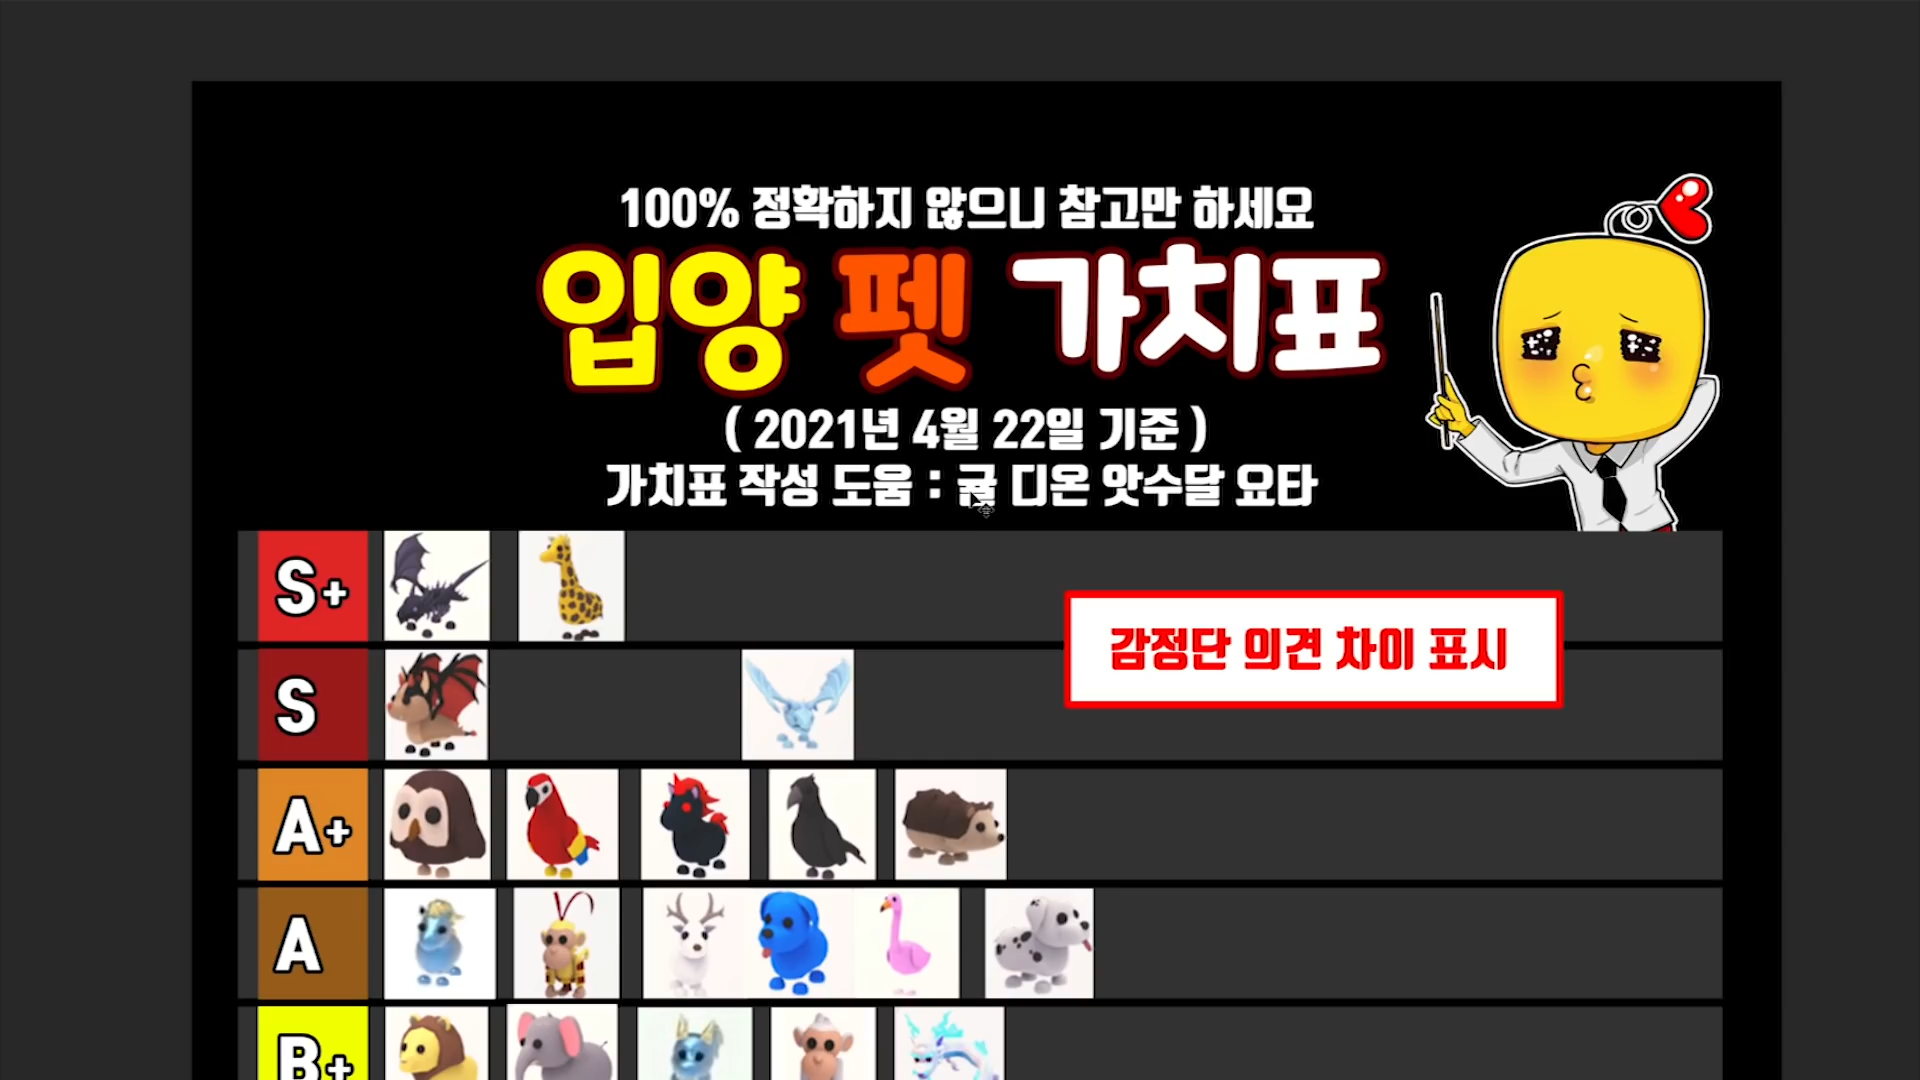 100% 정확하지 않으니 참고만 하세요
입양 펫 가치표
( 2021년 4월 22일 기준 )
가치표 작성 도움 : 귤 디온 앗수달 요타
S+
감정단 의견 차이 표시
S
A+
A
B+